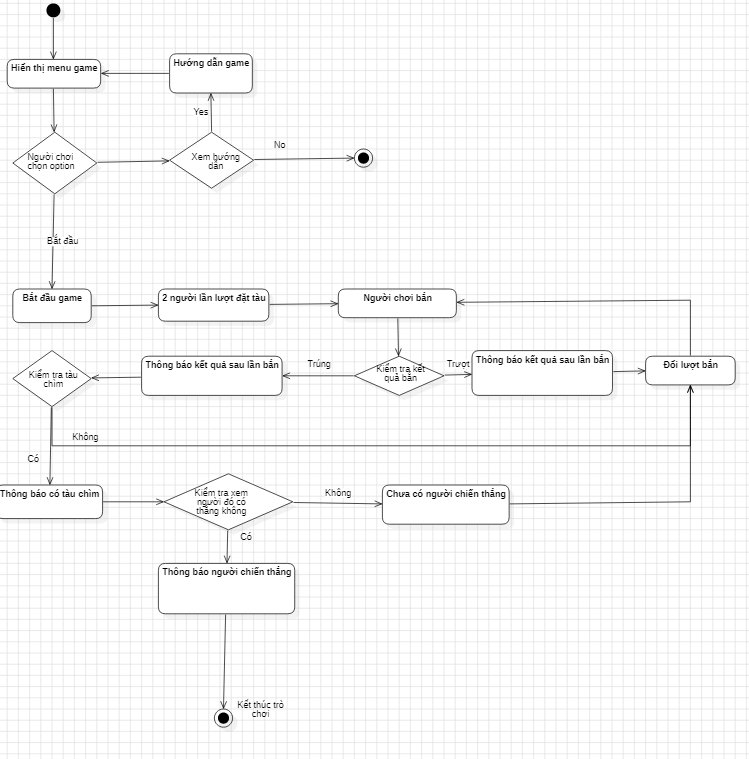 Hiển thị menu game
Hướng dẫn game
Yes
Người chơi
chọn option
Xem hướng
dẫn
No
Bắt đầu
Bắt đầu game
2 người lần lượt đặt tàu
Người chơi bắn
Kiểm tra tàu
chìm
Thông báo kết quả sau lần bắn
Trúng
Kiểm tra kết
quả bắn
Trượt
Thông báo kết quả sau lần bắn
Đổi lượt bắn
Không
Có
Thông báo có tàu chìm
Kiểm tra xem
người đó có
thắng không
Không
Chưa có người chiến thắng
Có
Thông báo người chiến thắng
Kết thúc trò
chơi